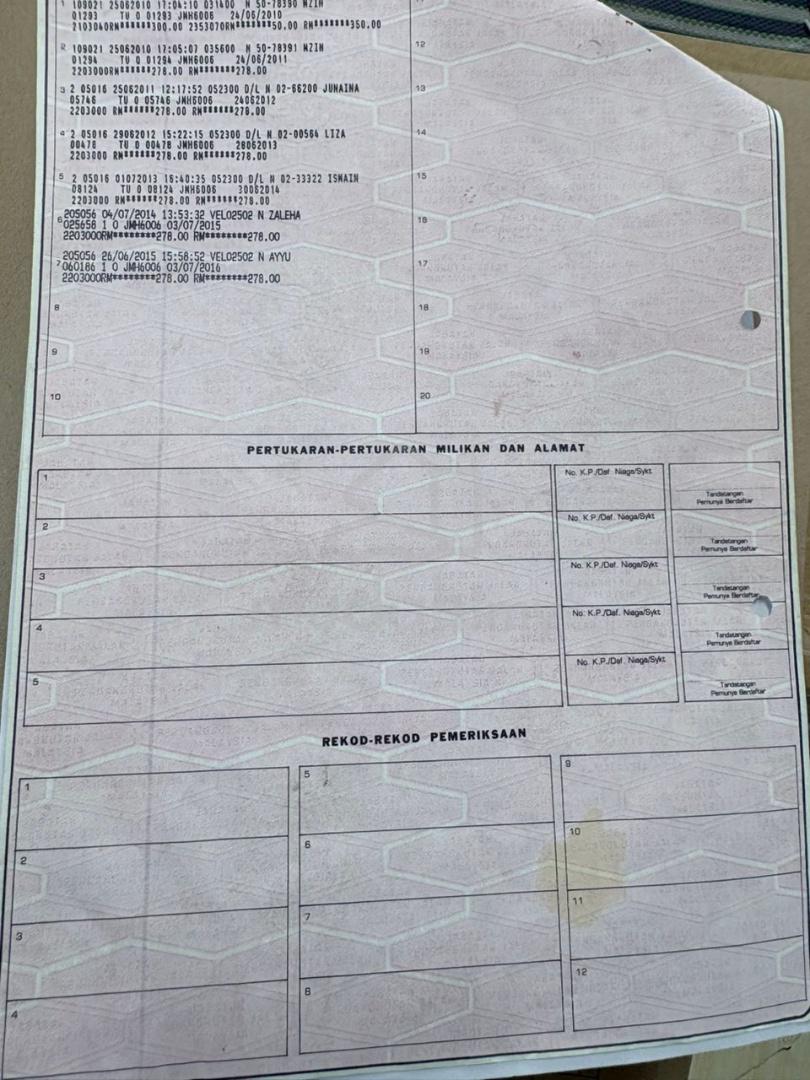 1 109021 25062010 17:04:10 031400 N 50-78390 NZIN
01293 TU 0 01293 JMH6006 24/06/2010
2103040RM******300.00 2353070RM******50.00 RM*******350.00
2 109021 25062010 17:05:07 035600 N 50-78391 NZIN
01294 TU 0 01294 JMH6006 24/06/2011
2203000RM******278.00 RM*******278.00
3 2 05016 25062011 12:17:52 052300 D/L N 02-66200 JUNAINA
05746 TU 0 05746 JMH6006 24062012
2203000 RM******278.00 RM******278.00
4 2 05016 29062012 15:22:15 052300 D/L N 02-00564 LIZA
00478 TU 0 00478 JMH6006 28062013
2203000 RM******278.00 RM******278.00
5 2 05016 01072013 16:40:35 052300 D/L N 02-33322 ISMAIN
08124 TU 0 08124 JMH6006 30062014
2203000 RM******278.00 RM******278.00
6 205056 04/07/2014 13:53:32 VEL02502 N ZALEHA
025658 1 0 JMH6006 03/07/2015
2203000RM********278.00 RM********278.00
7 205056 26/06/2015 15:58:52 VEL02502 N AYYU
060186 1 0 JMH6006 03/07/2016
2203000RM********278.00 RM********278.00
8
9
10
12
13
14
15
16
17
18
19
20
PERTUKARAN-PERTUKARAN MILIKAN DAN ALAMAT
1 No. K.P./Daf. Niaga/Sykt
Tandatangan
Pemunya Berdaftar
2 No. K.P./Daf. Niaga/Sykt
Tandatangan
Pemunya Berdaftar
3 No. K.P./Daf. Niaga/Sykt
Tandatangan
Pemunya Berdaftar
4 No. K.P./Daf. Niaga/Sykt
Tandatangan
Pemunya Berdaftar
5 No. K.P./Daf. Niaga/Sykt
Tandatangan
Pemunya Berdaftar
REKOD-REKOD PEMERIKSAAN
1
2
3
4
5
6
7
8
9
10
11
12